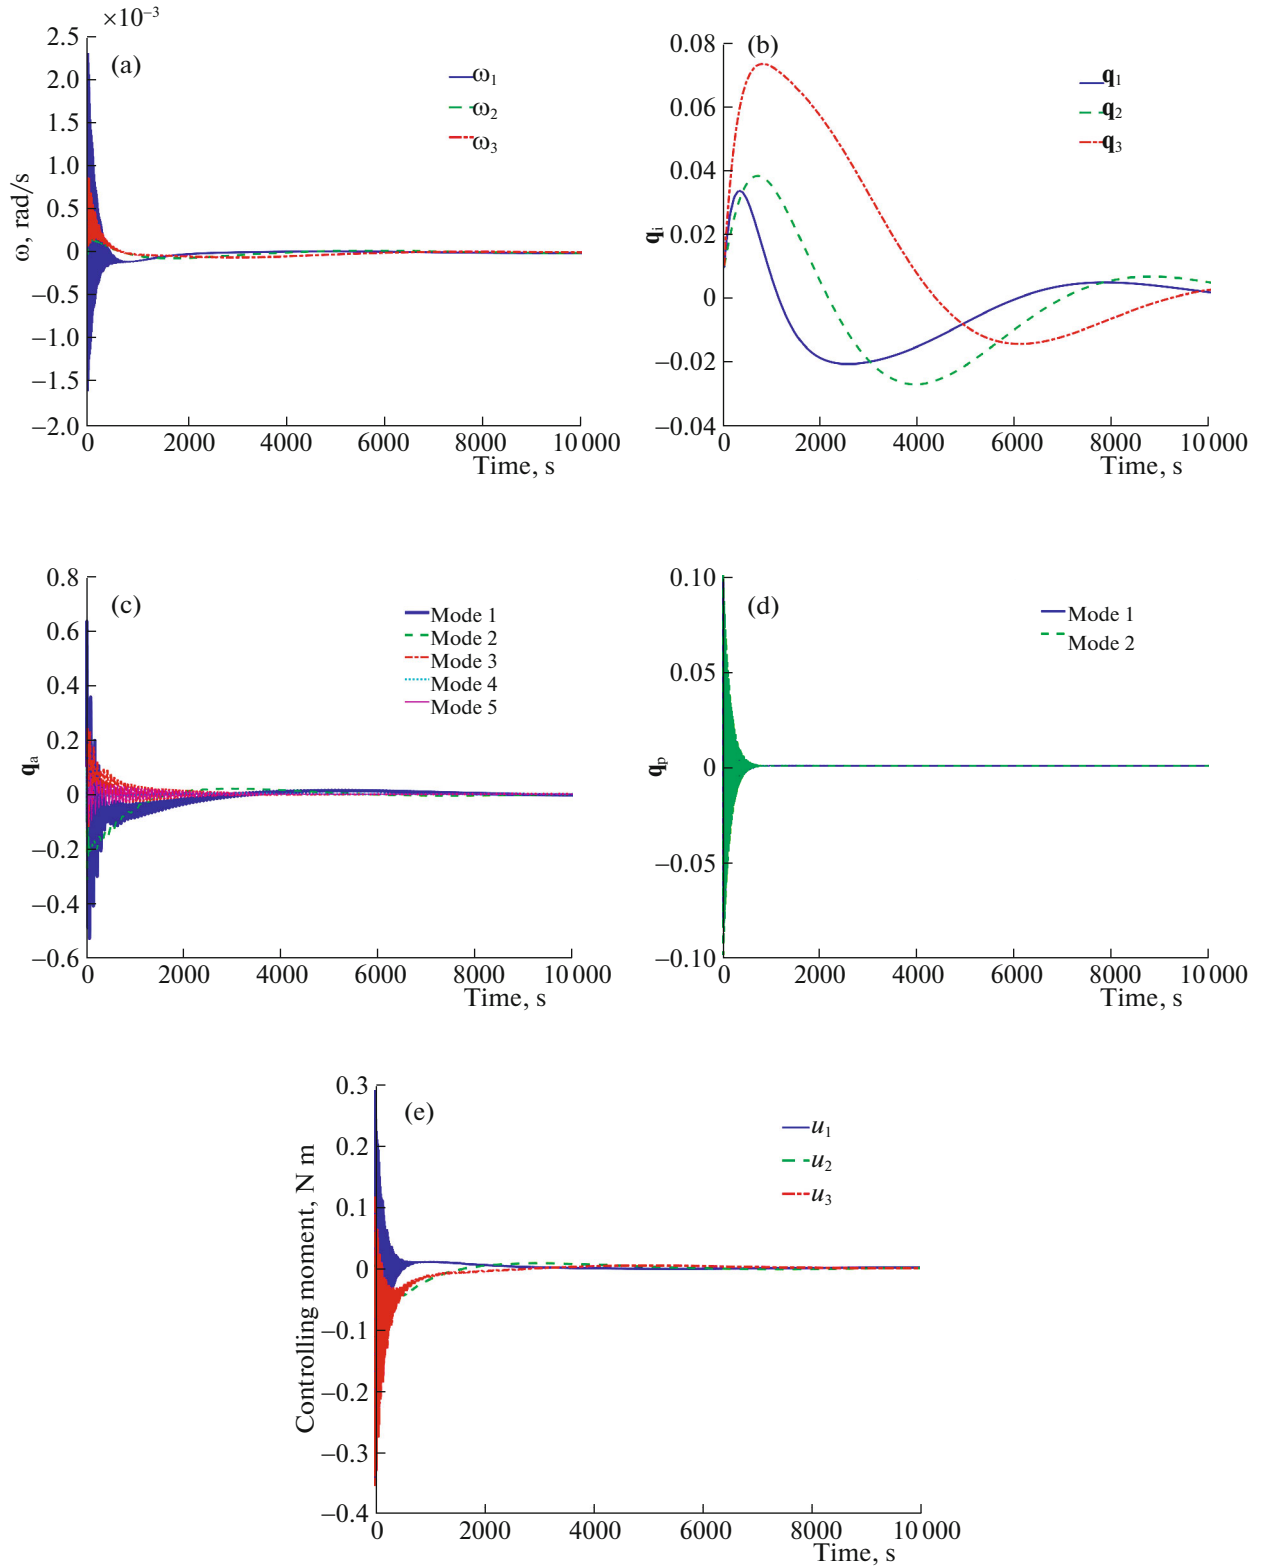 ×10⁻³
2.5
2.0
1.5
1.0
0.5
0
−0.5
−1.0
−1.5
−2.0
ω, rad/s
(a)
ω₁
ω₂
ω₃
0 2000 4000 6000 8000 10 000
Time, s
0.08
0.06
0.04
0.02
0
−0.02
−0.04
qᵢ
(b)
q₁
q₂
q₃
0 2000 4000 6000 8000 10 000
Time, s
0.8
0.6
0.4
0.2
0
−0.2
−0.4
−0.6
qₐ
(c)
Mode 1
Mode 2
Mode 3
Mode 4
Mode 5
0 2000 4000 6000 8000 10 000
Time, s
0.10
0.05
0
−0.05
−0.10
qₚ
(d)
Mode 1
Mode 2
0 2000 4000 6000 8000 10 000
Time, s
0.3
0.2
0.1
0
−0.1
−0.2
−0.3
−0.4
Controlling moment, N m
(e)
u₁
u₂
u₃
0 2000 4000 6000 8000 10 000
Time, s